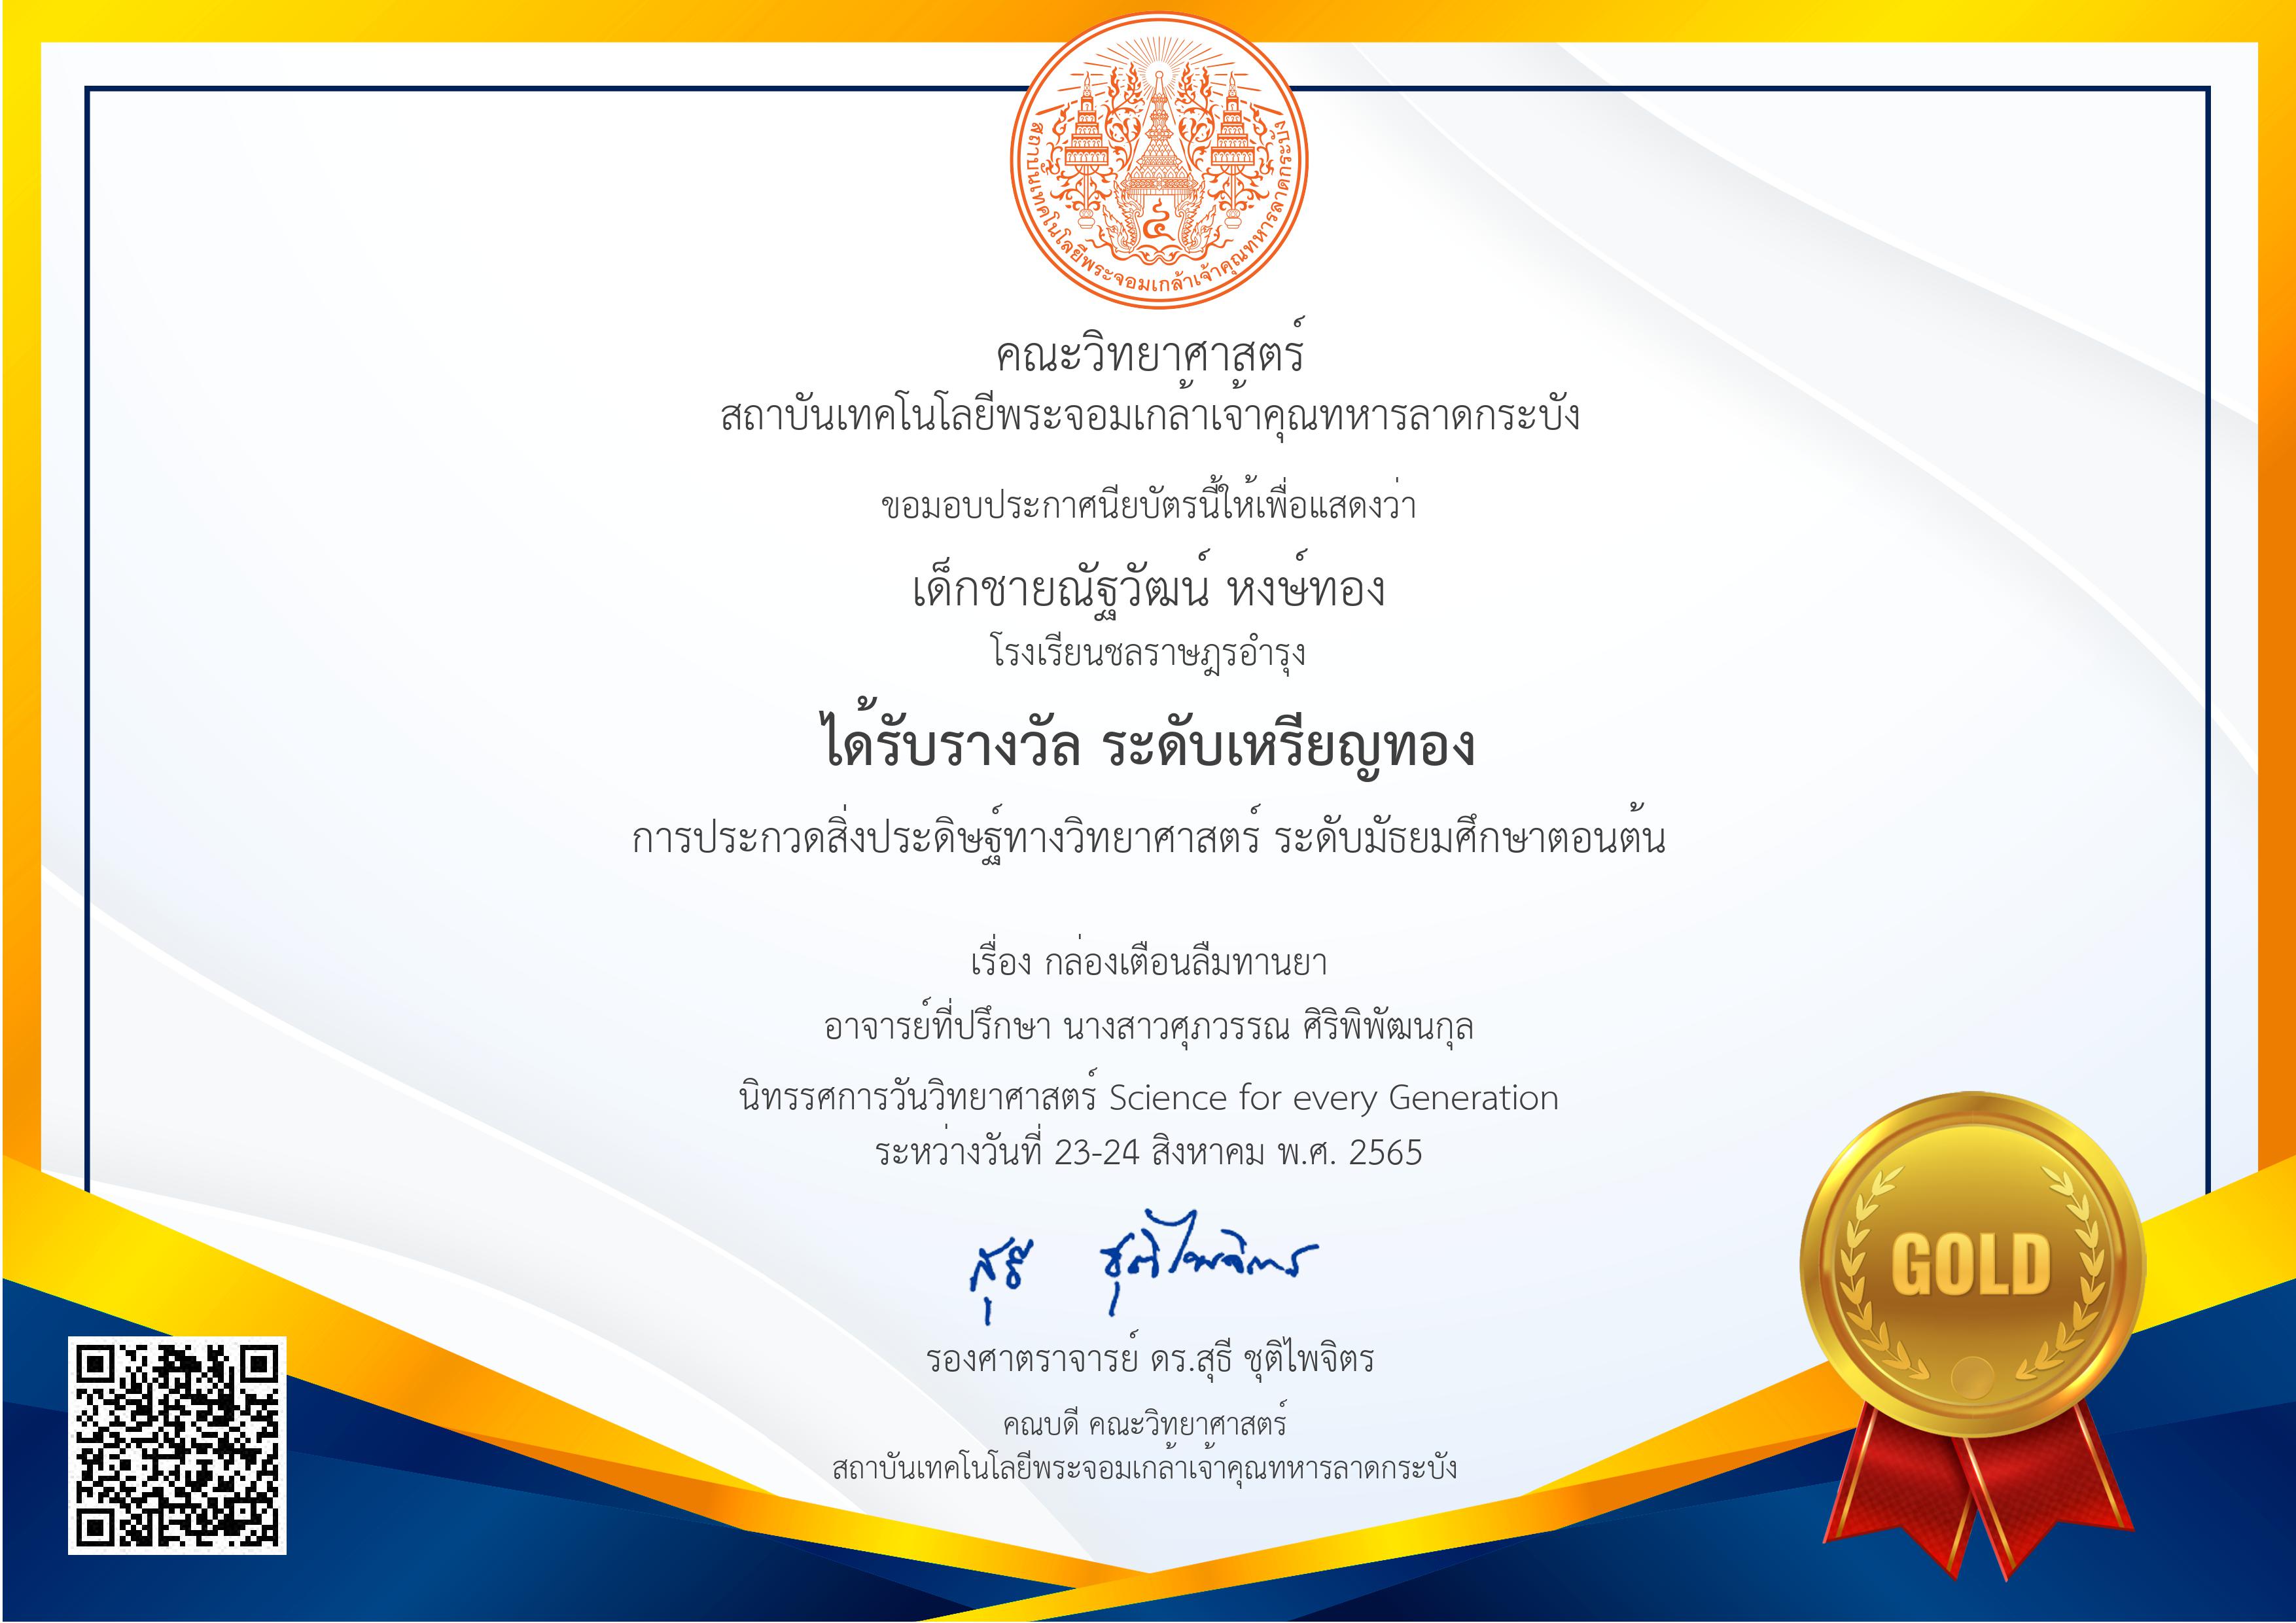 สถาบันเทคโนโลยีพระจอมเกล้าเจ้าคุณทหารลาดกระบัง
๔
คณะวิทยาศาสตร์
สถาบันเทคโนโลยีพระจอมเกล้าเจ้าคุณทหารลาดกระบัง
ขอมอบประกาศนียบัตรนี้ให้เพื่อแสดงว่า
เด็กชายณัฐวัฒน์ หงษ์ทอง
โรงเรียนชลราษฎรอำรุง
ได้รับรางวัล ระดับเหรียญทอง
การประกวดสิ่งประดิษฐ์ทางวิทยาศาสตร์ ระดับมัธยมศึกษาตอนต้น
เรื่อง กล่องเตือนลืมทานยา
อาจารย์ที่ปรึกษา นางสาวศุภวรรณ ศิริพิพัฒนกุล
นิทรรศการวันวิทยาศาสตร์ Science for every Generation
ระหว่างวันที่ 23-24 สิงหาคม พ.ศ. 2565
สุธี ชุติไพจิตร
รองศาตราจารย์ ดร.สุธี ชุติไพจิตร
คณบดี คณะวิทยาศาสตร์
สถาบันเทคโนโลยีพระจอมเกล้าเจ้าคุณทหารลาดกระบัง
GOLD